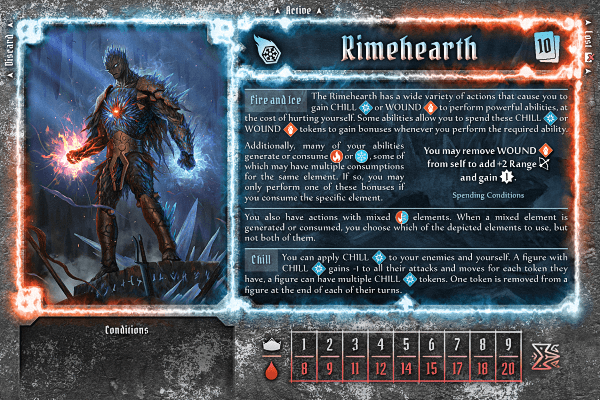 Active
Discard
Lost
Rimehearth
10
Fire and Ice
The Rimehearth has a wide variety of actions that cause you to
gain CHILL or WOUND to perform powerful abilities, at
the cost of hurting yourself. Some abilities allow you to spend these CHILL or
WOUND tokens to gain bonuses whenever you perform the required ability.
Additionally, many of your abilities
generate or consume or , some of
which may have multiple consumptions
for the same element. If so, you may
only perform one of these bonuses if
you consume the specific element.
You may remove WOUND
from self to add +2 Range
and gain 1.
Spending Conditions
You also have actions with mixed elements. When a mixed element is
generated or consumed, you choose which of the depicted elements to use, but
not both of them.
Chill
You can apply CHILL to your enemies and yourself. A figure with
CHILL gains -1 to all their attacks and moves for each token they
have, a figure can have multiple CHILL tokens. One token is removed from a
figure at the end of each of their turns.
Conditions
1 2 3 4 5 6 7 8 9
8 9 11 12 14 15 17 18 20